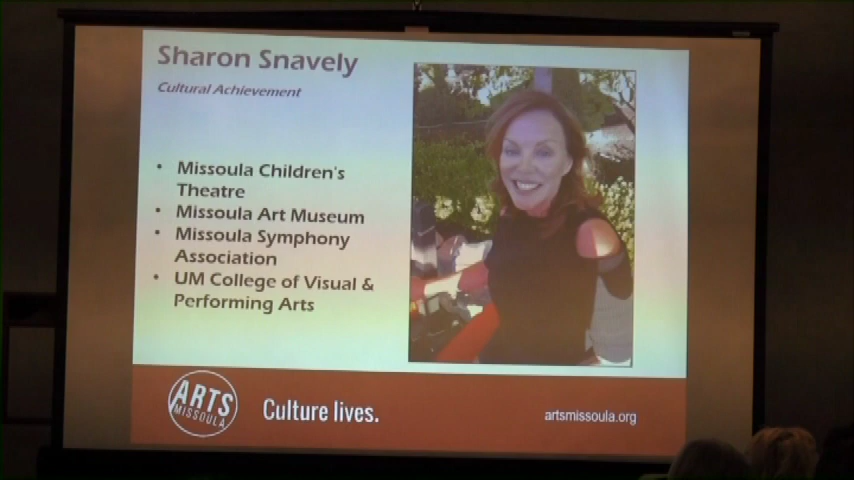 Sharon Snavely
Cultural Achievement
• Missoula Children's
Theatre
• Missoula Art Museum
• Missoula Symphony
Association
• UM College of Visual &
Performing Arts
ARTS
MISSOULA
Culture lives.
artsmissoula.org